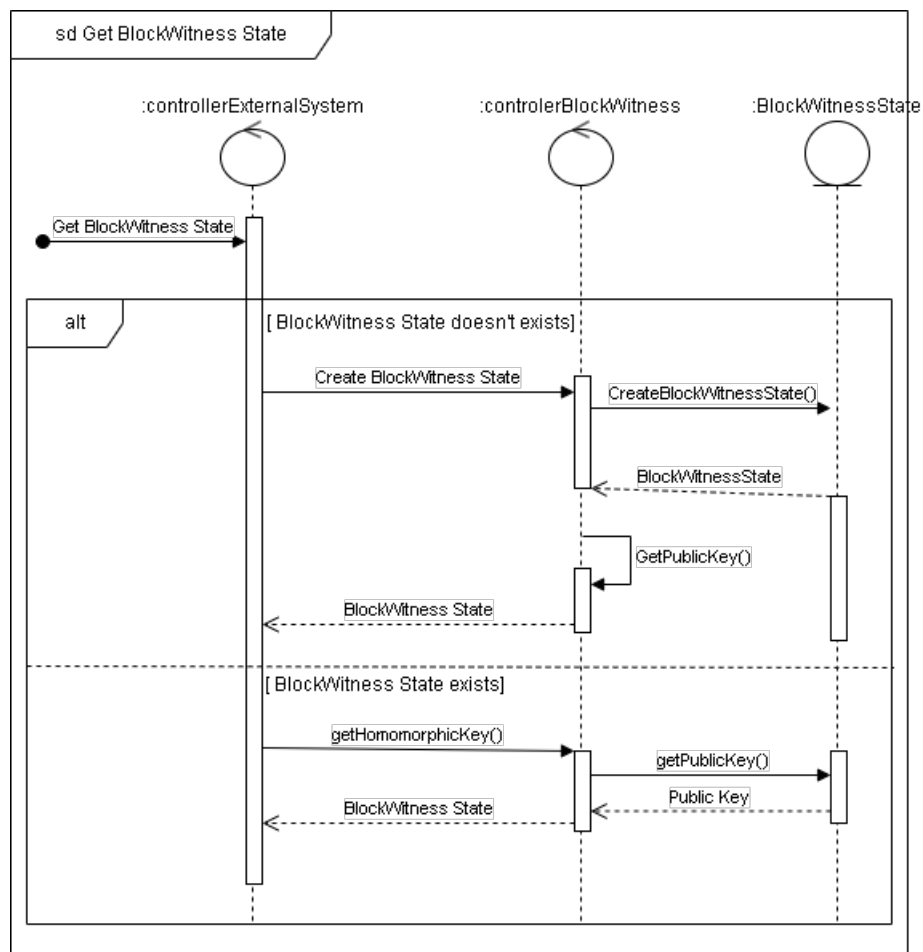 sd Get BlockWitness State
:controllerExternalSystem
:controlerBlockWitness
:BlockWitnessState
Get BlockWitness State
alt
[ BlockWitness State doesn't exists]
Create BlockWitness State
CreateBlockWitnessState()
BlockWitnessState
GetPublicKey()
BlockWitness State
[ BlockWitness State exists]
getHomomorphicKey()
getPublicKey()
Public Key
BlockWitness State